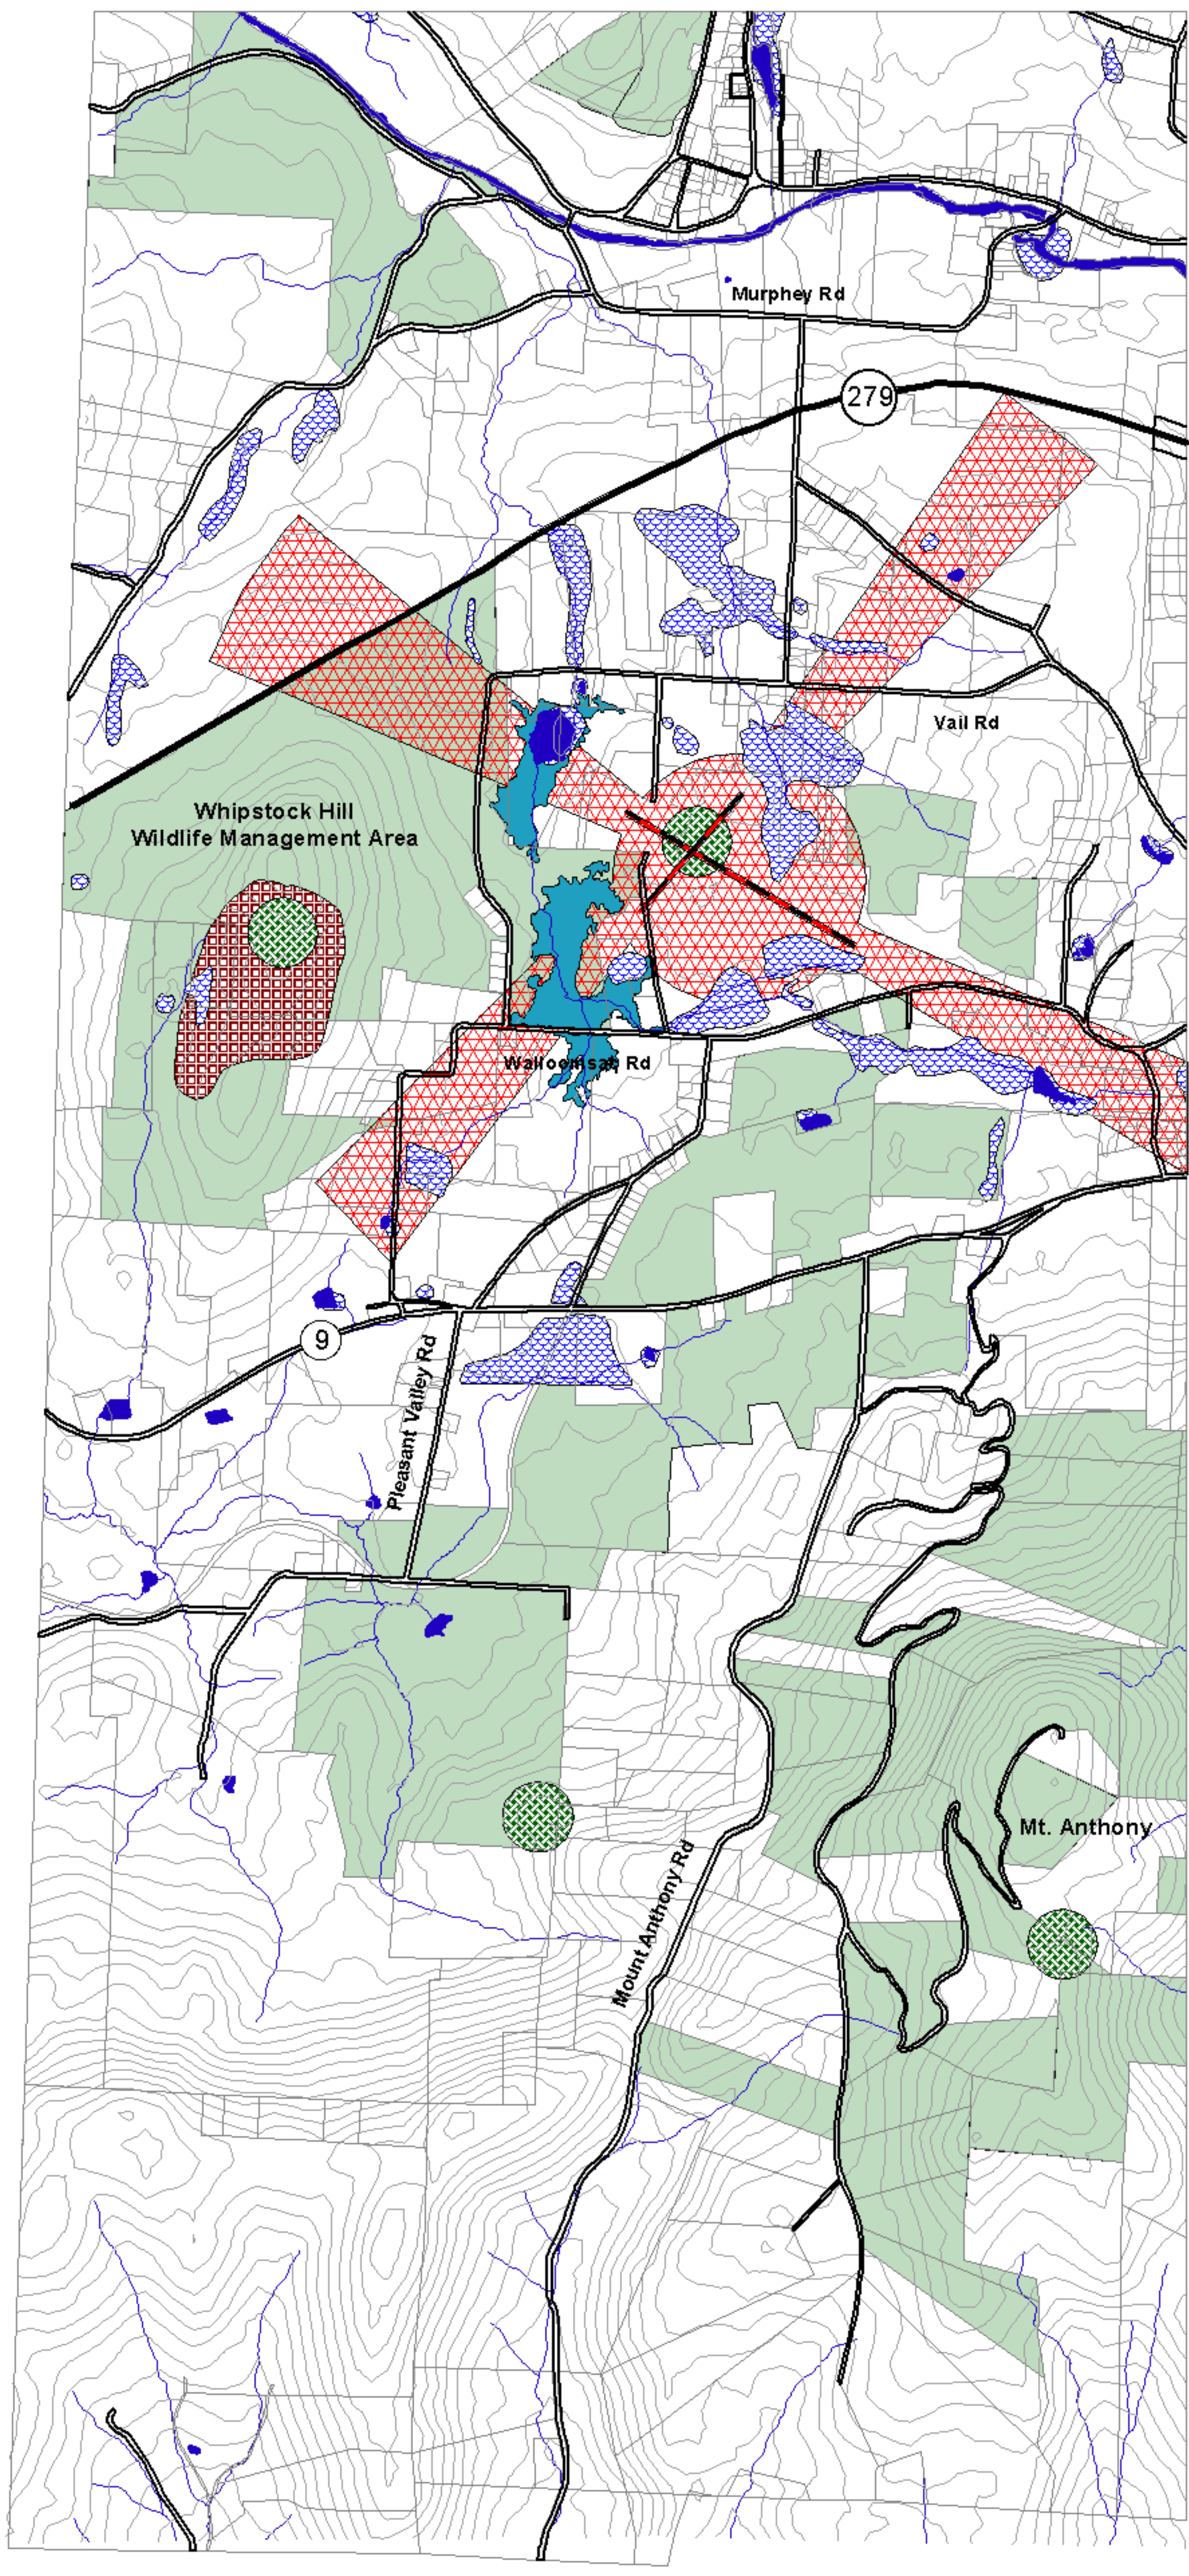 Murphey Rd
279
Vail Rd
Whipstock Hill
Wildlife Management Area
Walloomsac Rd
9
Pleasant Valley Rd
Mt. Anthony
Mount Anthony Rd